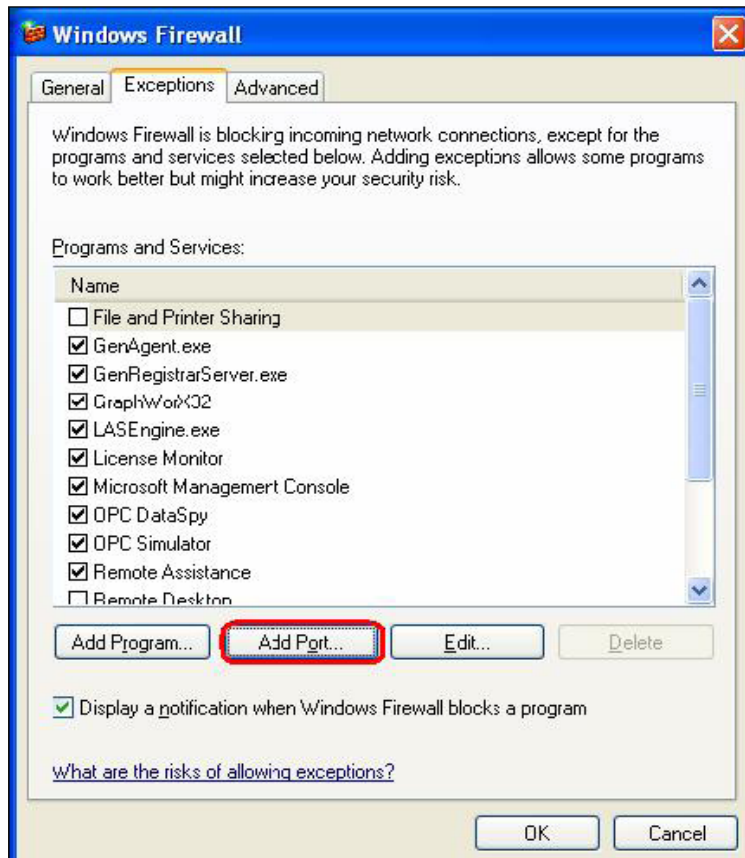 Windows Firewall
General Exceptions Advanced
Windows Firewall is blocking incoming network connections, except for the
programs and services selected below. Adding exceptions allows some programs
to work better but might increase your security risk.
Programs and Services:
Name
File and Printer Sharing
GenAgent.exe
GenRegistrarServer.exe
GraphWorX32
LASEngine.exe
License Monitor
Microsoft Management Console
OPC DataSpy
OPC Simulator
Remote Assistance
Remote Desktop
Add Program... Add Port... Edit... Delete
Display a notification when Windows Firewall blocks a program
What are the risks of allowing exceptions?
OK Cancel